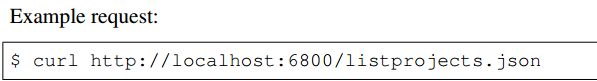 Example request:
$ curl http://localhost:6800/listprojects.json